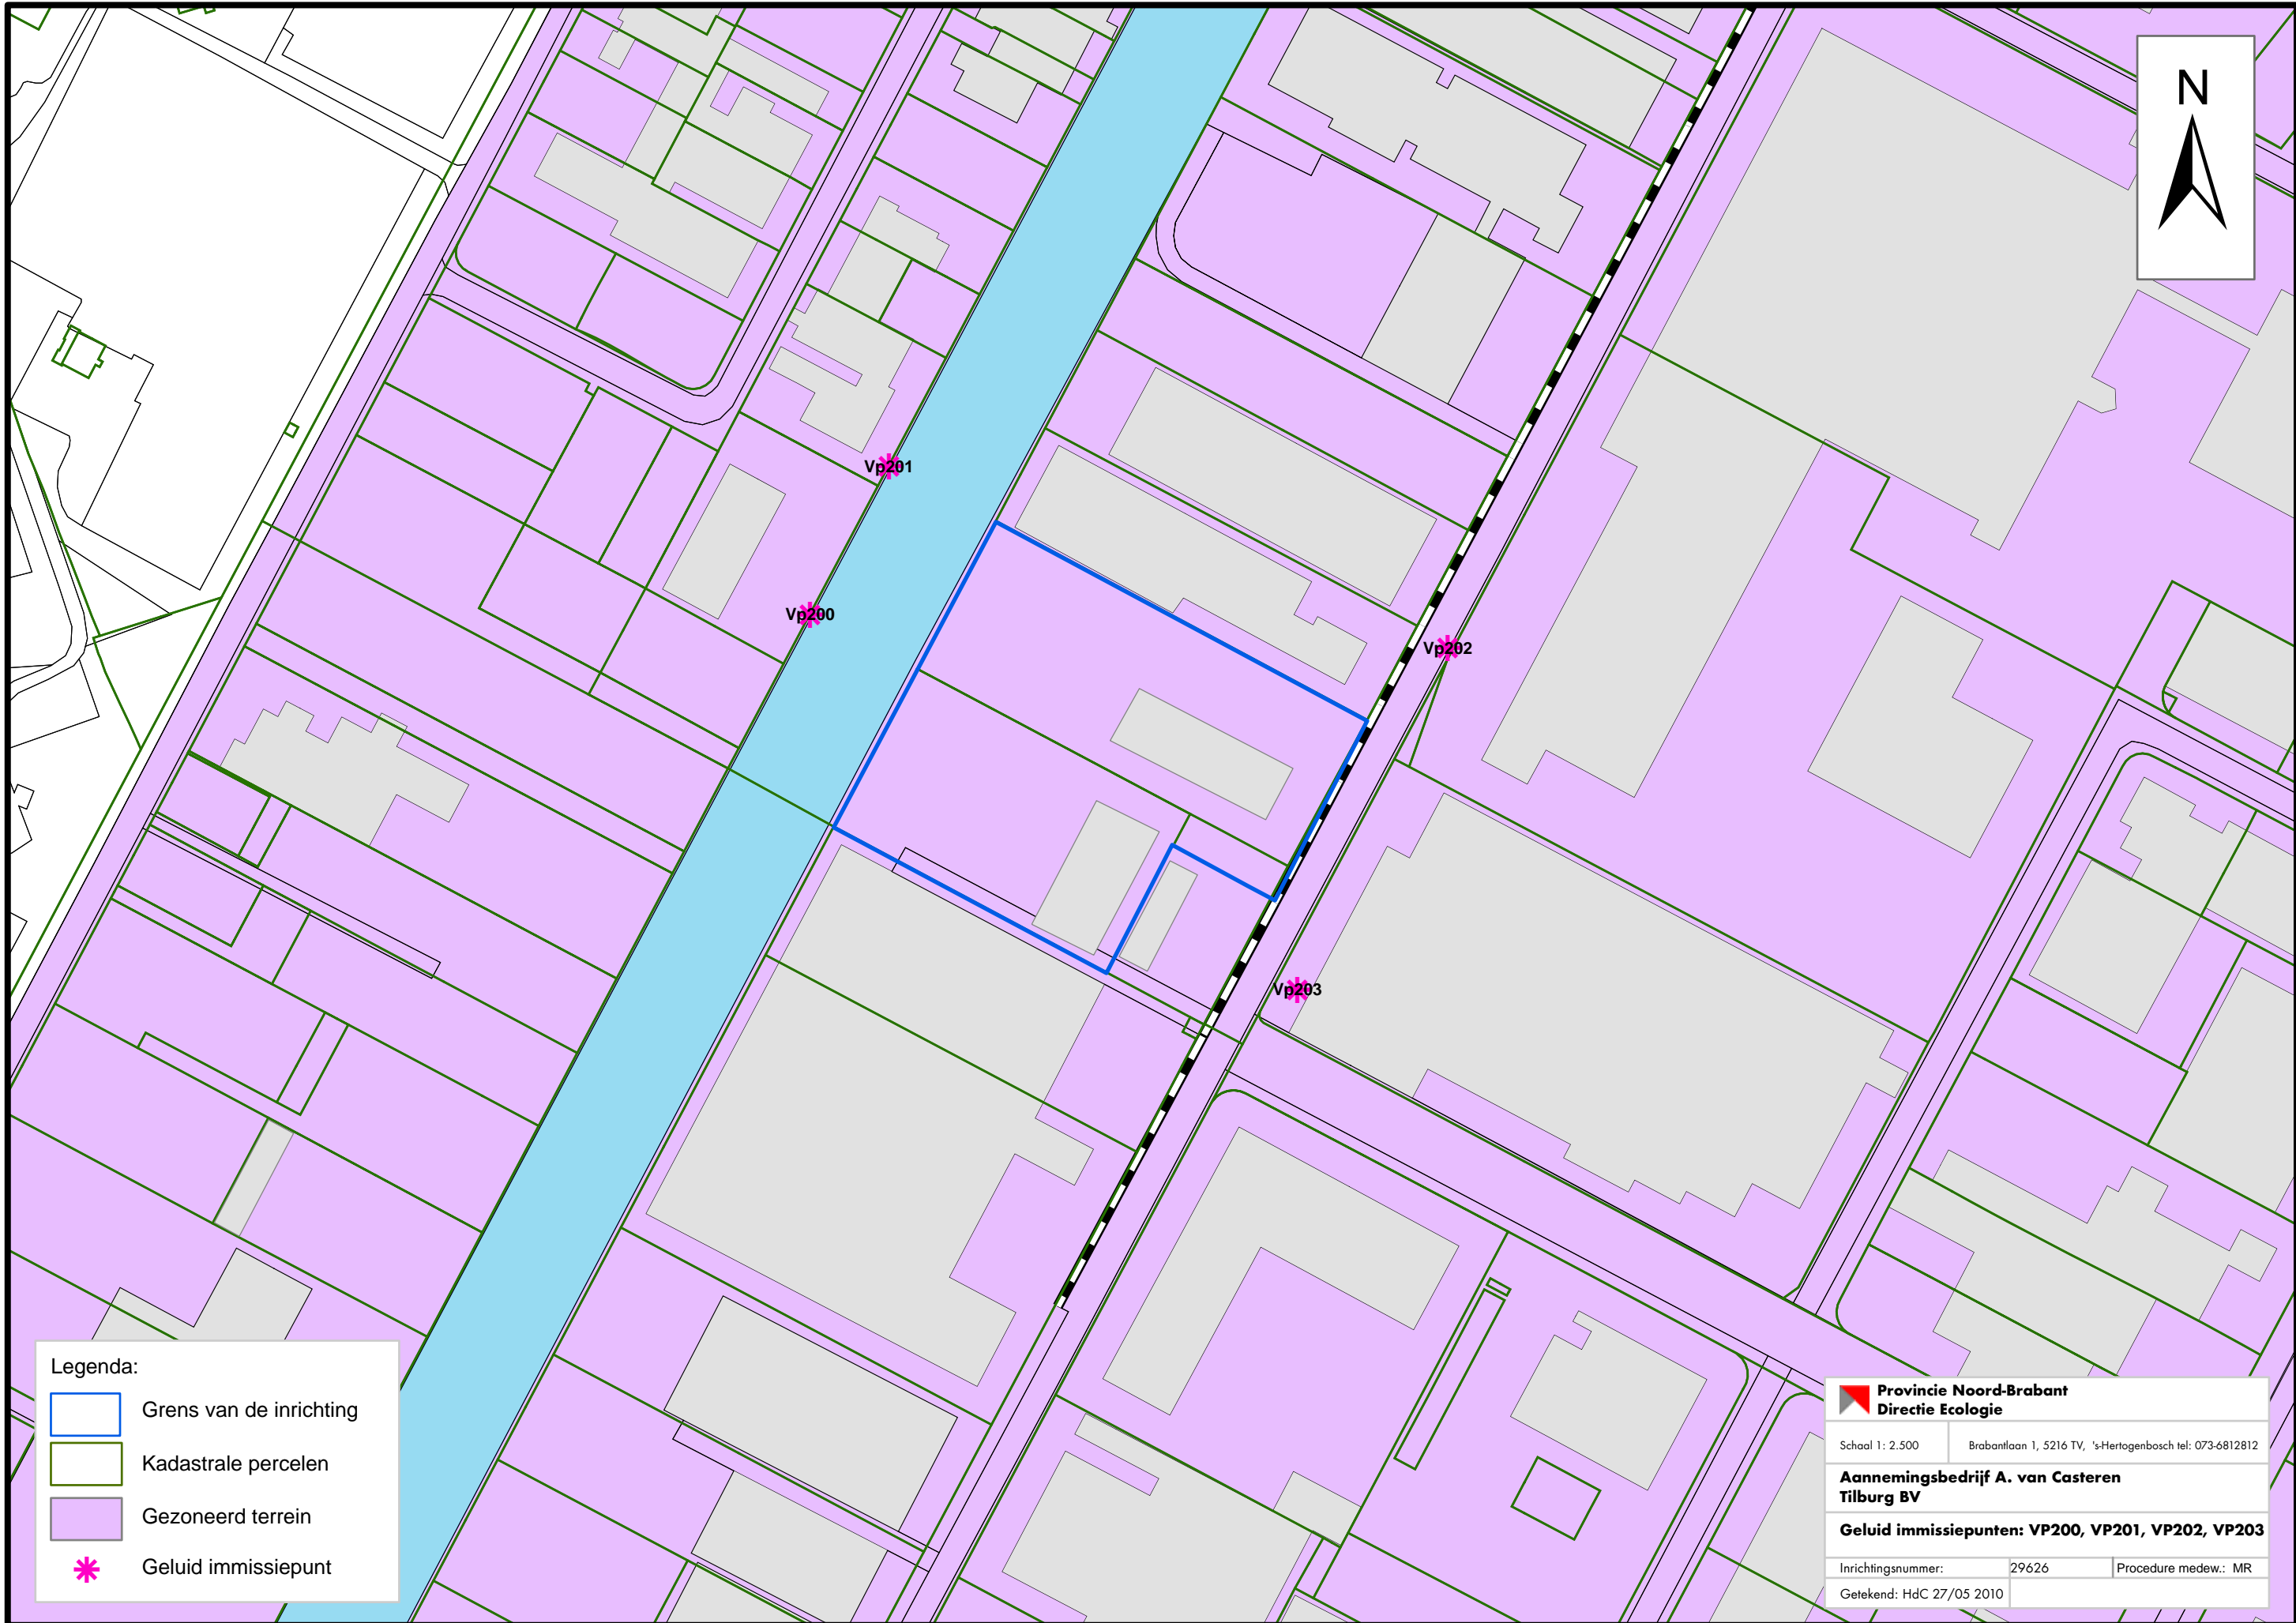 N
Vp201
Vp200
Vp202
Vp203
Legenda:
Grens van de inrichting
Kadastrale percelen
Gezoneerd terrein
Geluid immissiepunt
Provincie Noord-Brabant
Directie Ecologie
Schaal 1: 2.500 Brabantlaan 1, 5216 TV, 's-Hertogenbosch tel: 073-6812812
Aannemingsbedrijf A. van Casteren
Tilburg BV
Geluid immissiepunten: VP200, VP201, VP202, VP203
Inrichtingsnummer: 29626 Procedure medew.: MR
Getekend: HdC 27/05 2010